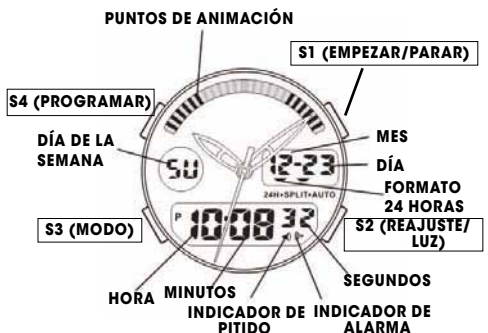 PUNTOS DE ANIMACIÓN
S1 (EMPEZAR/PARAR)
S4 (PROGRAMAR)
MES
DÍA DE LA
SEMANA
SU
12-23
DÍA
FORMATO
24 HORAS
24H•SPLIT•AUTO
S3 (MODO)
P
10:08 32
S2 (REAJUSTE/
LUZ)
SEGUNDOS
HORA
MINUTOS
INDICADOR DE
PITIDO
INDICADOR DE
ALARMA